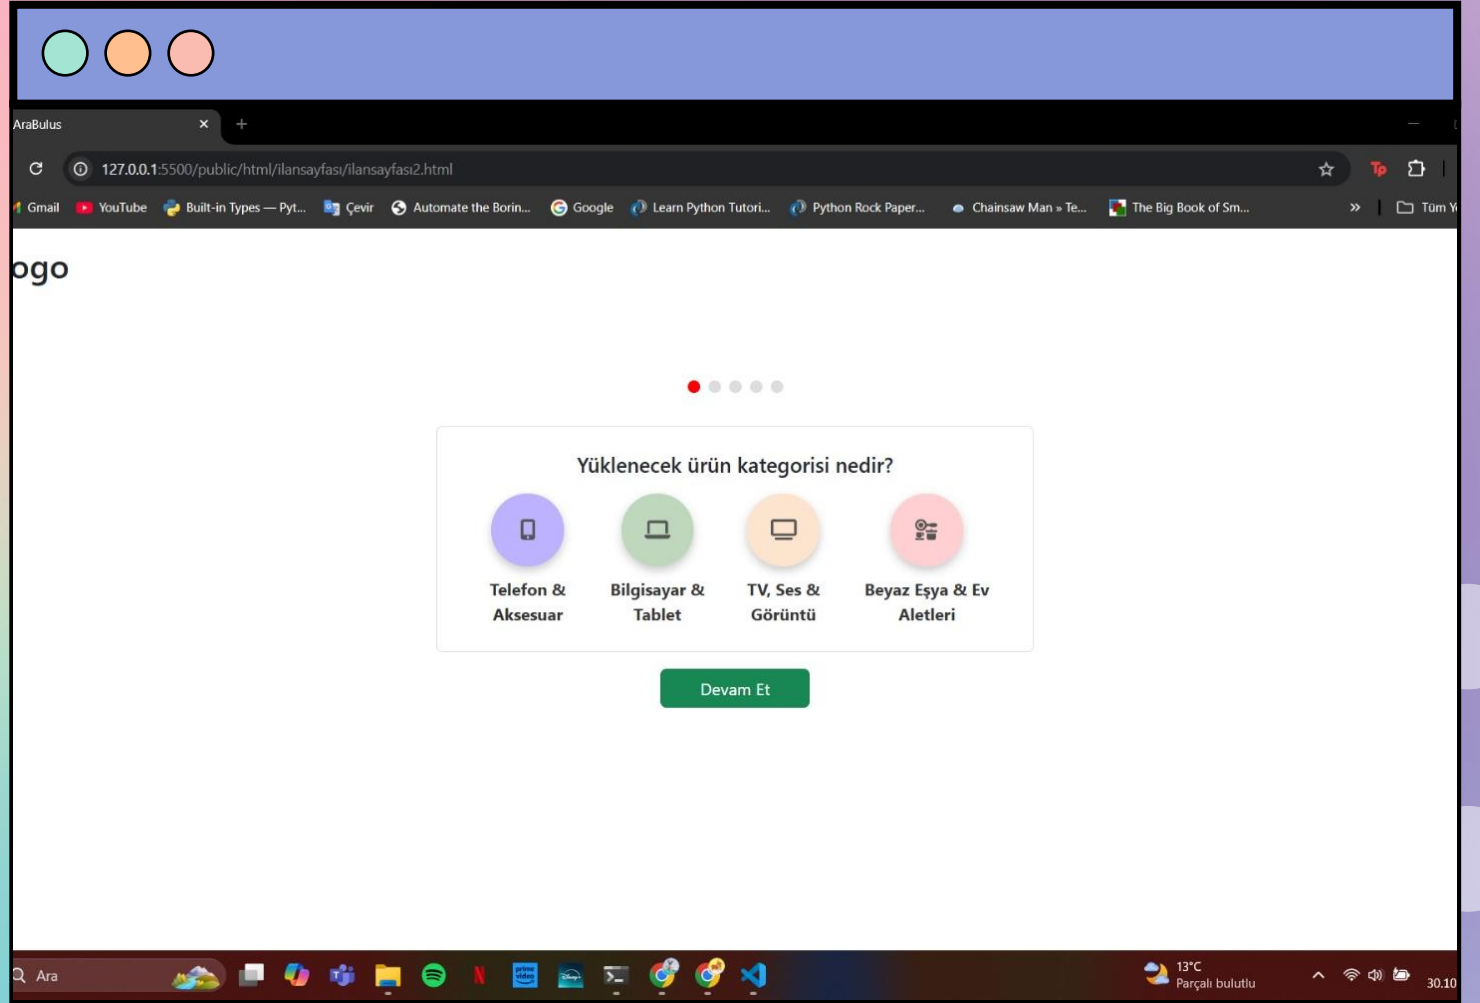 AraBulus
127.0.0.1:5500/public/html/ilansayfası/ilansayfası2.html
Gmail YouTube Built-in Types — Pyt... Çevir Automate the Borin... Google Learn Python Tutori... Python Rock Paper... Chainsaw Man » Te... The Big Book of Sm... » Tüm
ogo
Yüklenecek ürün kategorisi nedir?
Telefon & Aksesuar
Bilgisayar & Tablet
TV, Ses & Görüntü
Beyaz Eşya & Ev Aletleri
Devam Et
Ara
13°C
Parçalı bulutlu
30.10